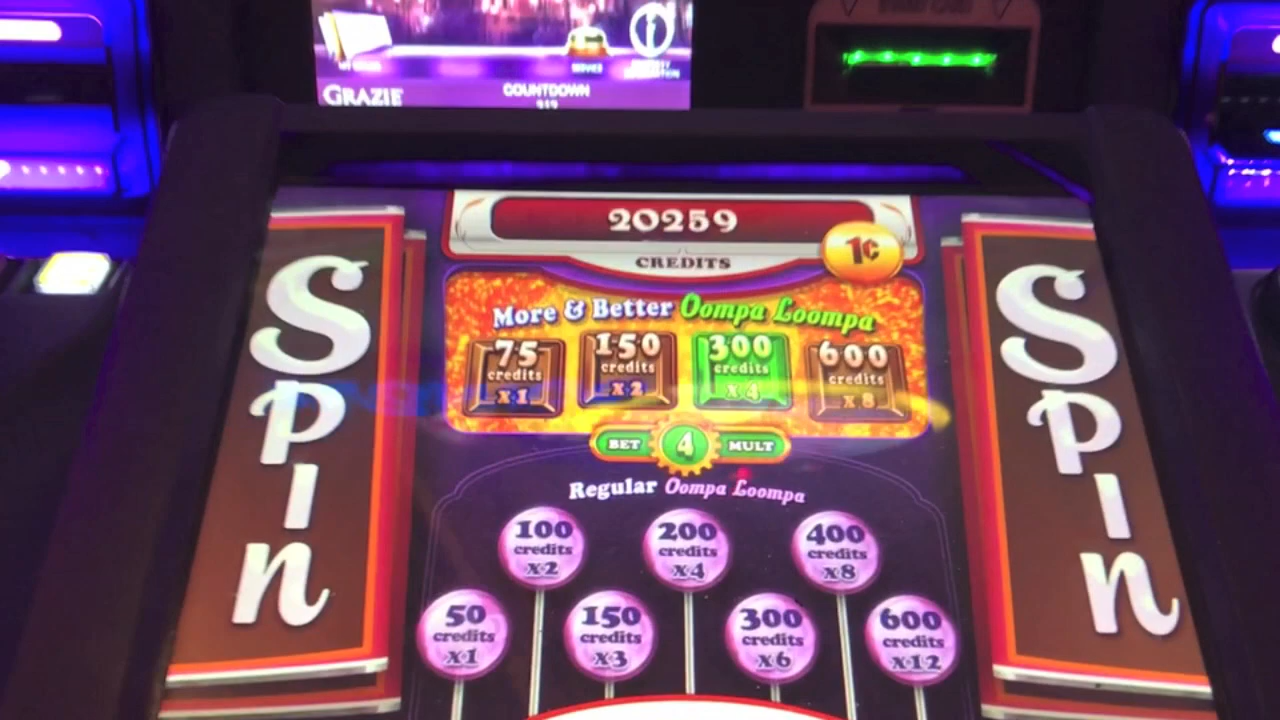 SERVICE
GRAZIE
COUNTDOWN
919
20259
1¢
CREDITS
More & Better Oompa Loompa
75
credits
x1
150
credits
x2
300
credits
x4
600
credits
x8
BET 4 MULT
Regular Oompa Loompa
100
credits
x2
200
credits
x4
400
credits
x8
50
credits
x1
150
credits
x3
300
credits
x6
600
credits
x12
Spin
Spin